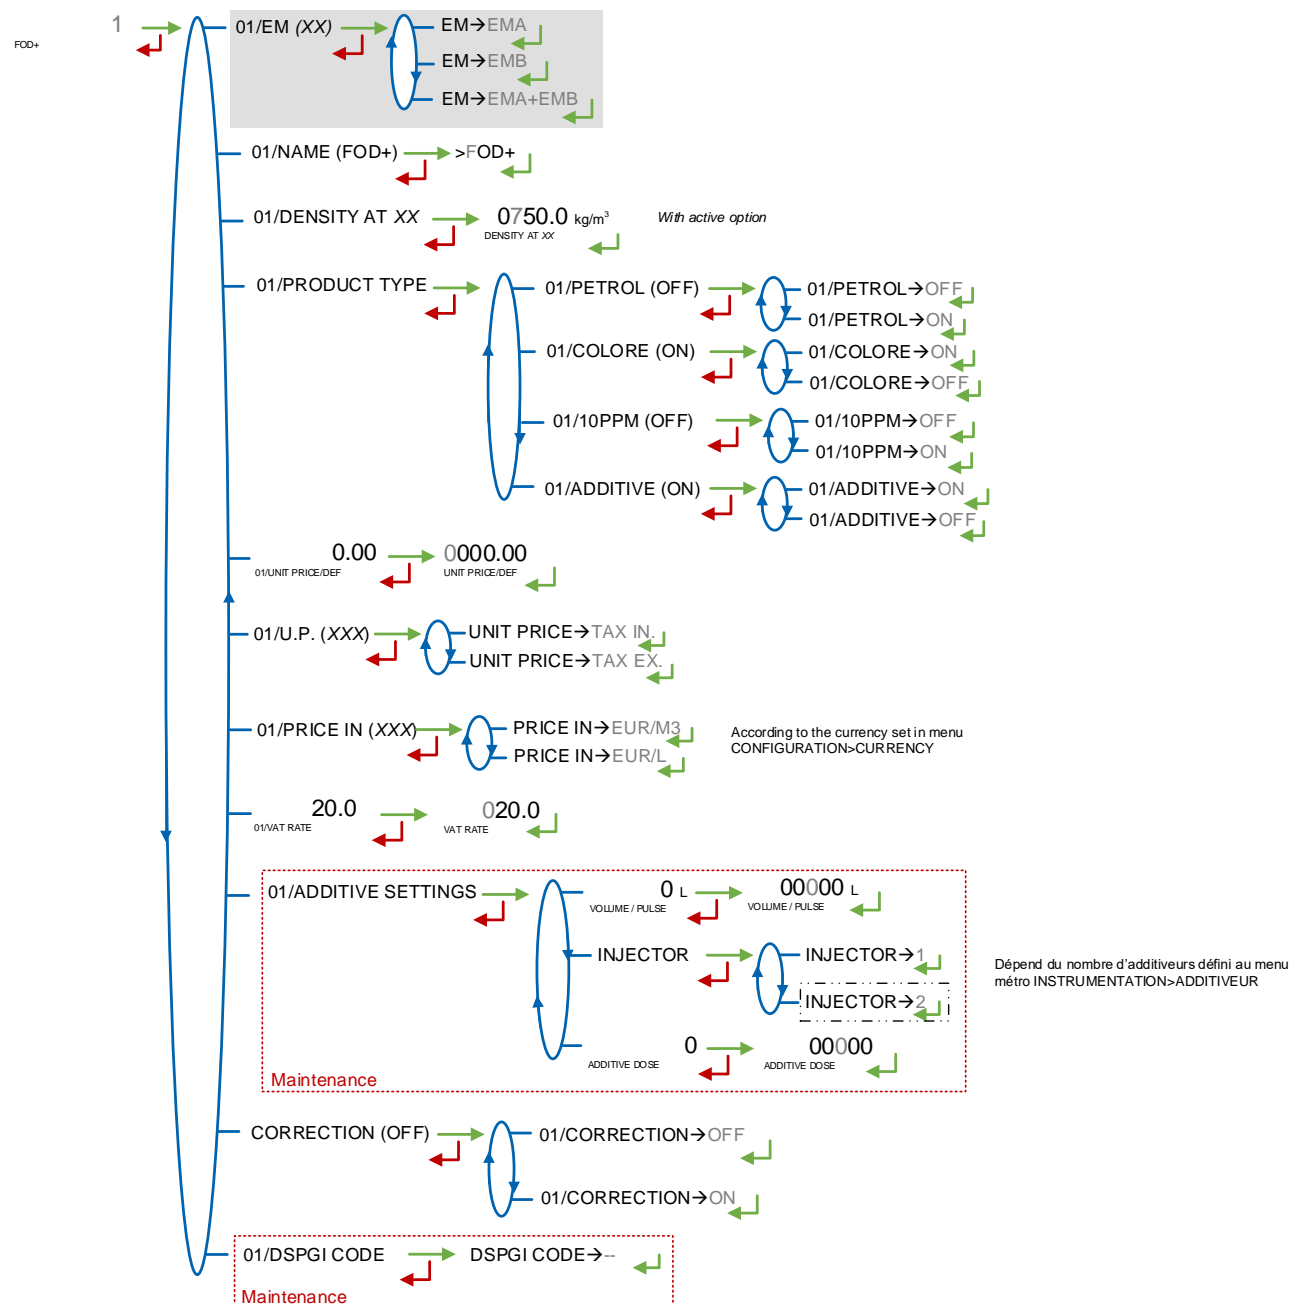 1
FOD+
01/EM (XX)
EM→EMA
EM→EMB
EM→EMA+EMB
01/NAME (FOD+)
>FOD+
01/DENSITY AT XX
0750.0 kg/m³
DENSITY AT XX
With active option
01/PRODUCT TYPE
01/PETROL (OFF)
01/PETROL→OFF
01/PETROL→ON
01/COLORE (ON)
01/COLORE→ON
01/COLORE→OFF
01/10PPM (OFF)
01/10PPM→OFF
01/10PPM→ON
01/ADDITIVE (ON)
01/ADDITIVE→ON
01/ADDITIVE→OFF
0.00
01/UNIT PRICE/DEF
0000.00
UNIT PRICE/DEF
01/U.P. (XXX)
UNIT PRICE→TAX IN.
UNIT PRICE→TAX EX.
01/PRICE IN (XXX)
PRICE IN→EUR/M3
PRICE IN→EUR/L
According to the currency set in menu
CONFIGURATION>CURRENCY
20.0
01/VAT RATE
020.0
VAT RATE
01/ADDITIVE SETTINGS
0 L
VOLUME / PULSE
00000 L
VOLUME / PULSE
INJECTOR
INJECTOR→1
INJECTOR→2
Dépend du nombre d'additiveurs défini au menu
métro INSTRUMENTATION>ADDITIVEUR
0
ADDITIVE DOSE
00000
ADDITIVE DOSE
Maintenance
CORRECTION (OFF)
01/CORRECTION→OFF
01/CORRECTION→ON
01/DSPGI CODE
DSPGI CODE→--
Maintenance